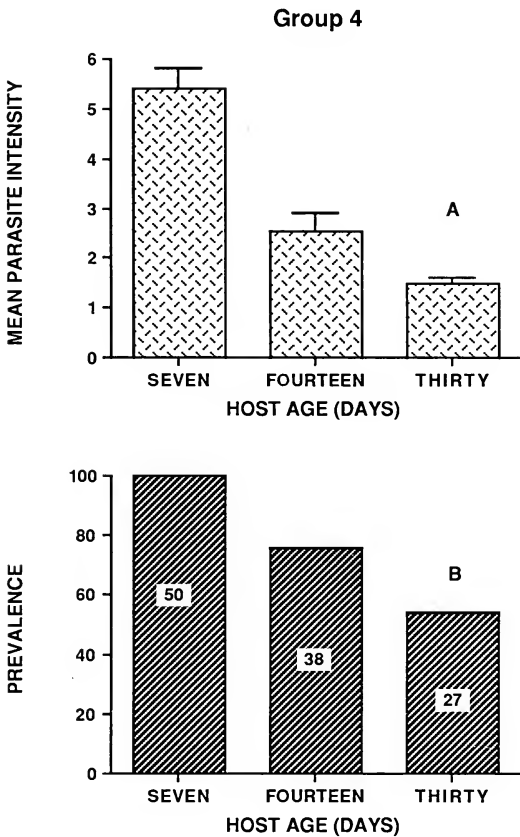 Group 4
MEAN PARASITE INTENSITY
6
5
4
3
2
1
0
A
SEVEN FOURTEEN THIRTY
HOST AGE (DAYS)
PREVALENCE
100
80
60
40
20
0
50
38
B
27
SEVEN FOURTEEN THIRTY
HOST AGE (DAYS)